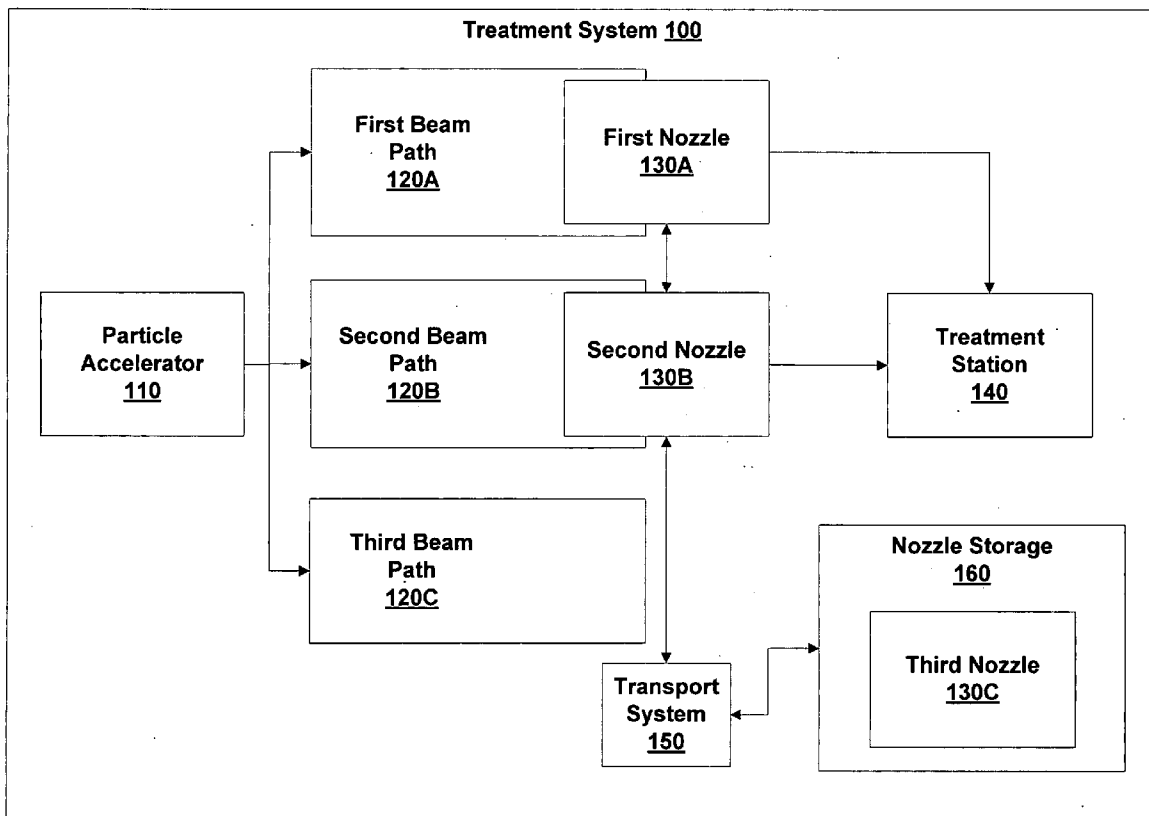 Treatment System 100
First Beam
Path
120A
First Nozzle
130A
Particle
Accelerator
110
Second Beam
Path
120B
Second Nozzle
130B
Treatment
Station
140
Third Beam
Path
120C
Nozzle Storage
160
Third Nozzle
130C
Transport
System
150